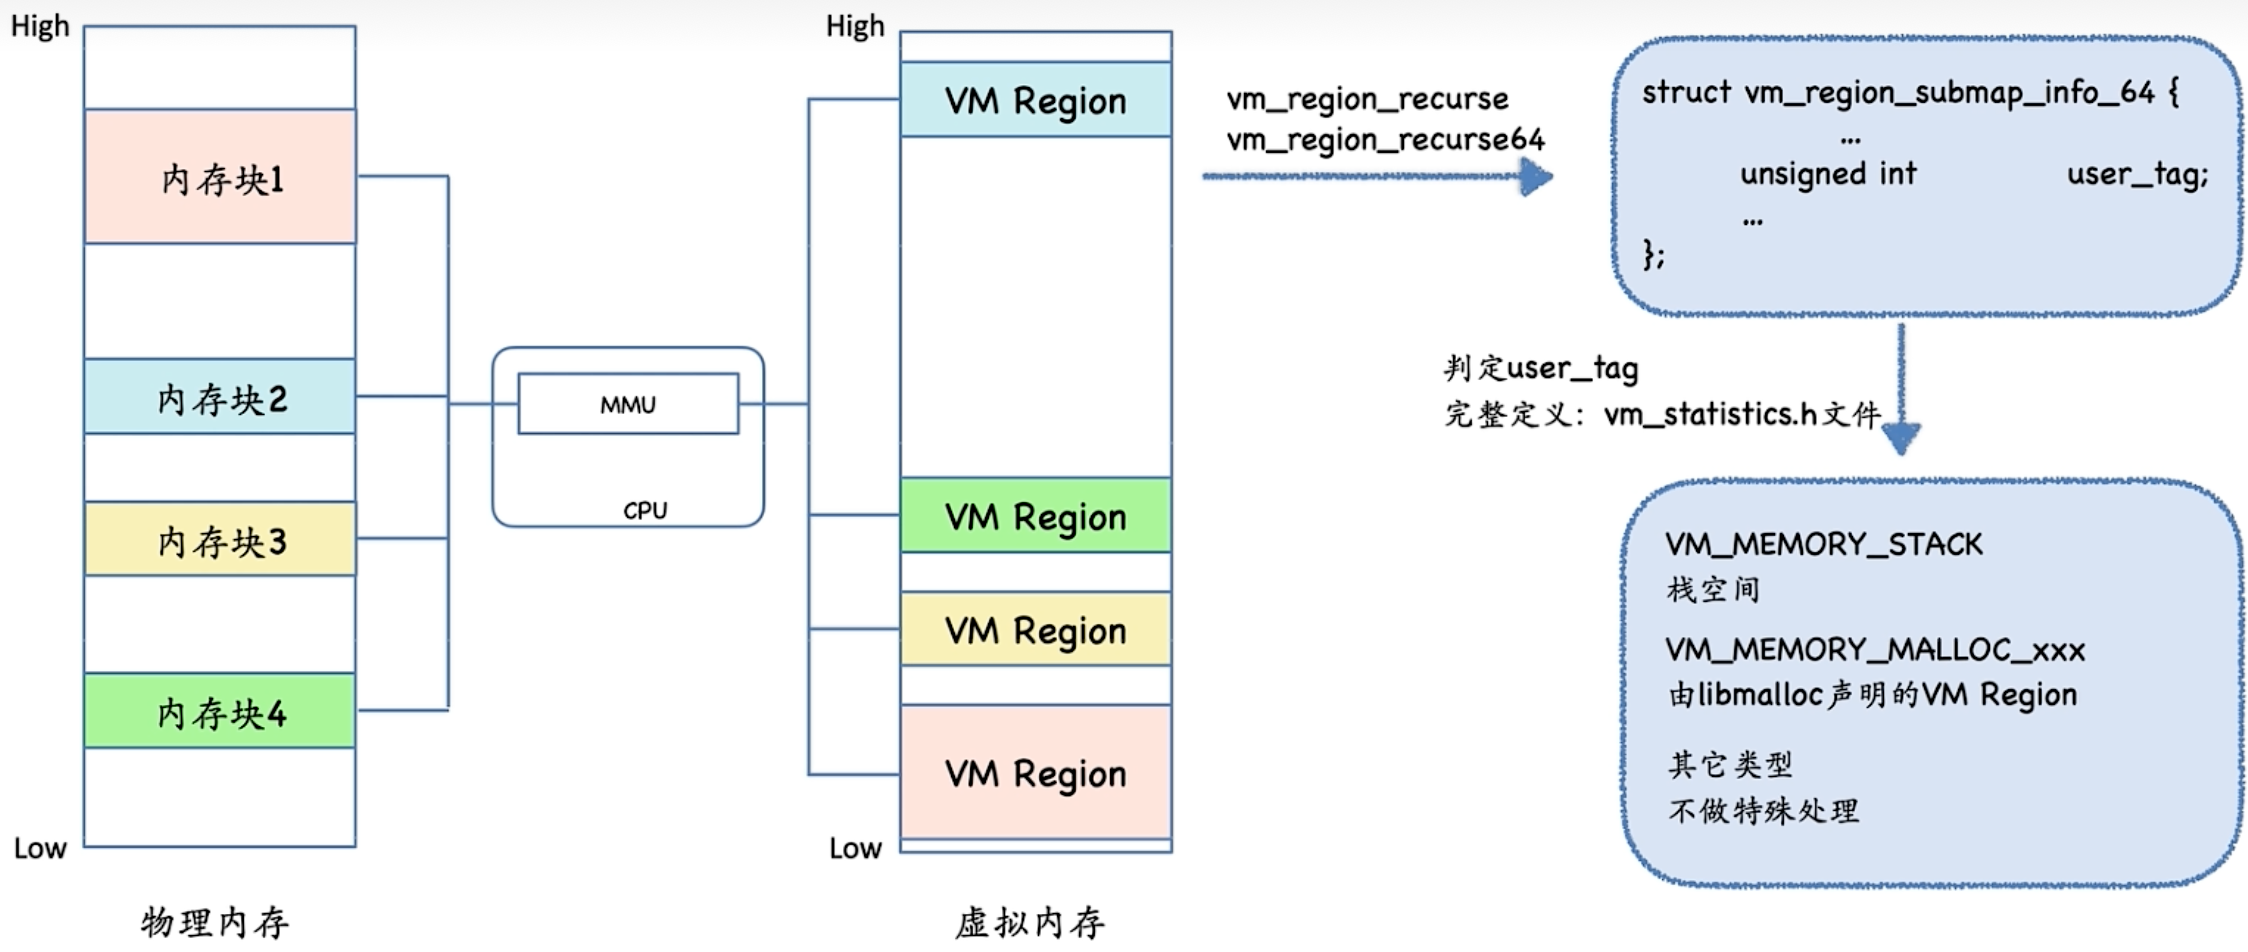 High
内存块1
内存块2
内存块3
内存块4
Low
物理内存
MMU
CPU
High
VM Region
VM Region
VM Region
VM Region
Low
虚拟内存
vm_region_recurse
vm_region_recurse64
struct vm_region_submap_info_64 {
...
unsigned int user_tag;
...
};
判定user_tag
完整定义：vm_statistics.h文件
VM_MEMORY_STACK
栈空间
VM_MEMORY_MALLOC_xxx
由libmalloc声明的VM Region
其它类型
不做特殊处理